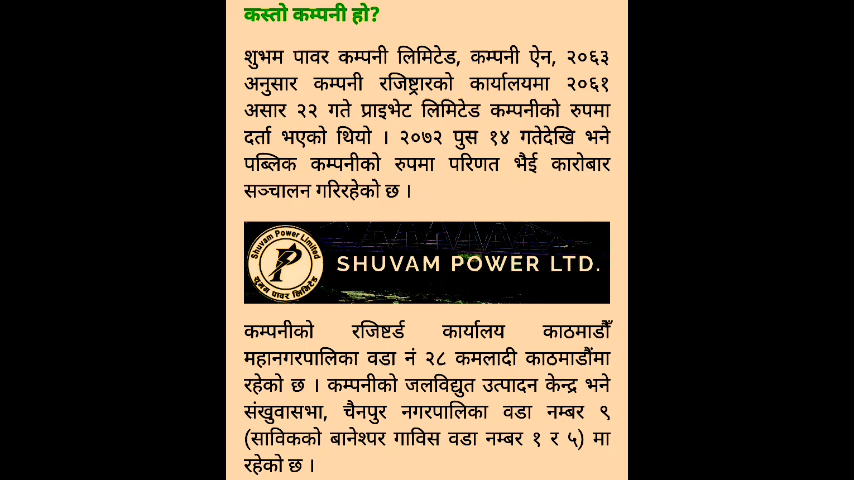 कस्तो कम्पनी हो?
शुभम पावर कम्पनी लिमिटेड, कम्पनी ऐन, २०६३
अनुसार कम्पनी रजिष्ट्रारको कार्यालयमा २०६१
असार २२ गते प्राइभेट लिमिटेड कम्पनीको रुपमा
दर्ता भएको थियो । २०७२ पुस १४ गतेदेखि भने
पब्लिक कम्पनीको रुपमा परिणत भैई कारोबार
सञ्चालन गरिरहेको छ ।
Shuvam Power Limited
शुभम पावर लिमिटेड
SHUVAM POWER LTD.
कम्पनीको रजिष्टर्ड कार्यालय काठमाडौँ
महानगरपालिका वडा नं २८ कमलादी काठमाडौंमा
रहेको छ । कम्पनीको जलविद्युत उत्पादन केन्द्र भने
संखुवासभा, चैनपुर नगरपालिका वडा नम्बर ९
(साविकको बानेश्पर गाविस वडा नम्बर १ र ५) मा
रहेको छ ।